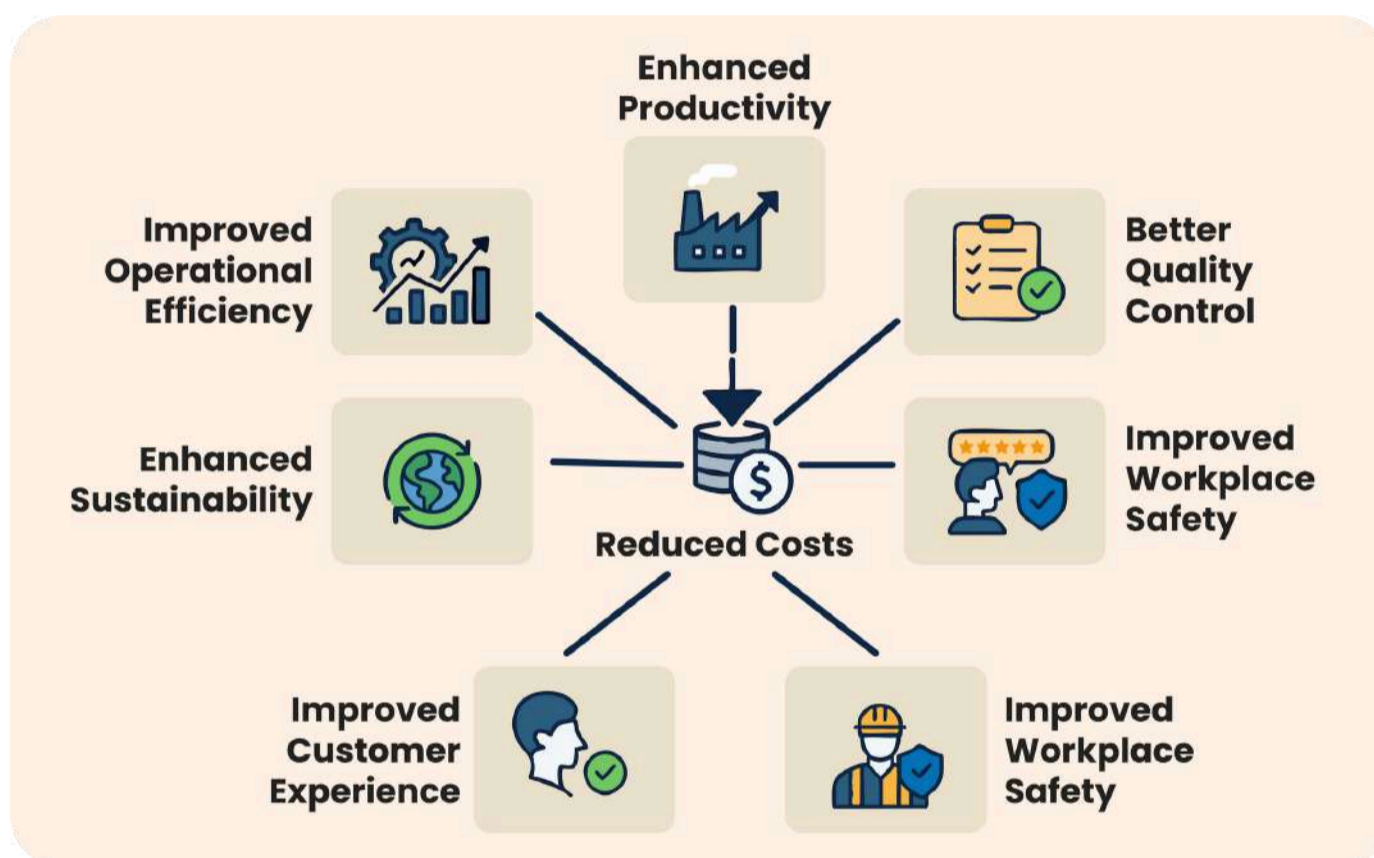 Enhanced
Productivity
Improved
Operational
Efficiency
Better
Quality
Control
Enhanced
Sustainability
Improved
Workplace
Safety
$
Reduced Costs
Improved
Customer
Experience
Improved
Workplace
Safety